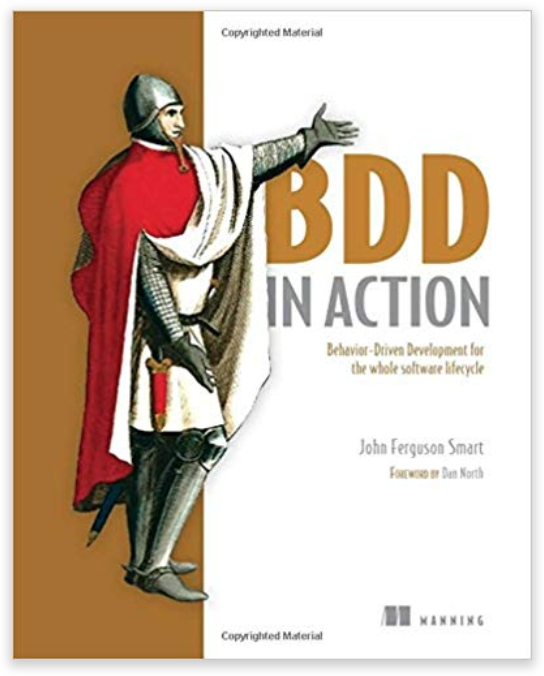 Copyrighted Material
BDD
IN ACTION
Behavior-Driven Development for
the whole software lifecycle
John Ferguson Smart
FOREWORD BY Dan North
MANNING
Copyrighted Material